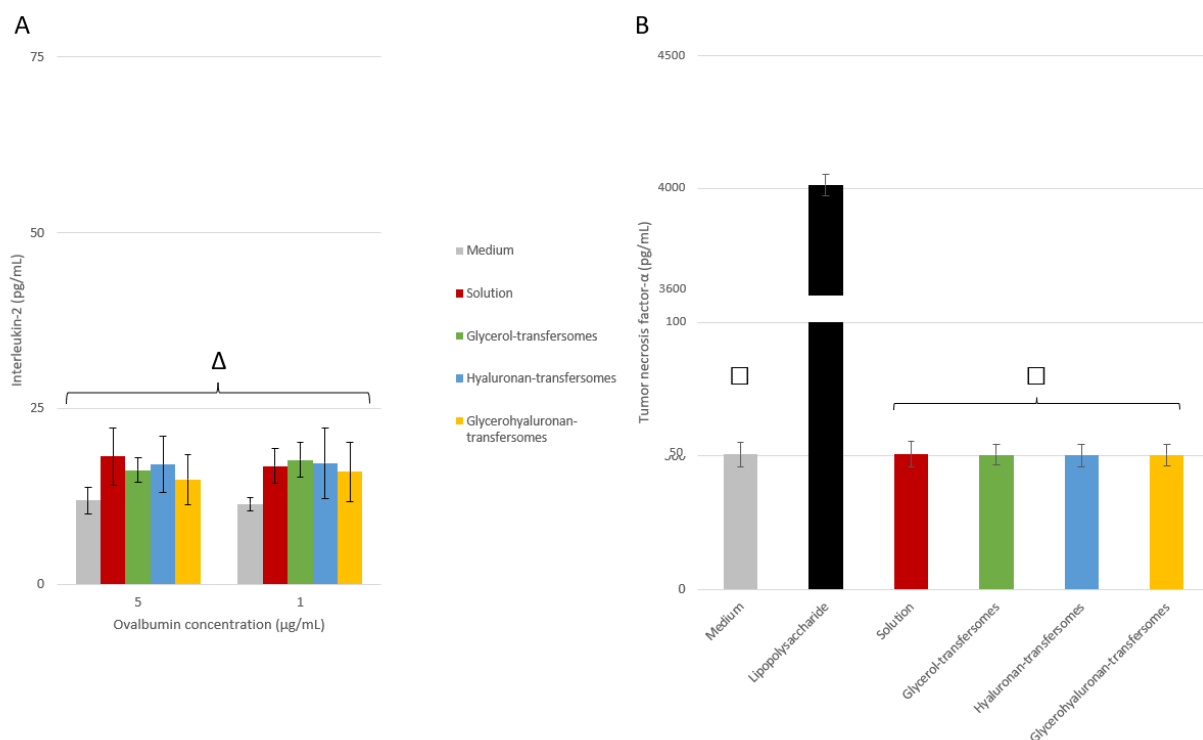 A
75
50
25
0
Interleukin-2 (pg/mL)
Δ
5
1
Ovalbumin concentration (μg/mL)
Medium
Solution
Glycerol-transfersomes
Hyaluronan-transfersomes
Glycerohyaluronan-
transfersomes
B
4500
4000
3600
100
50
0
Tumor necrosis factor-α (pg/mL)
□
□
Medium
Lipopolysaccharide
Solution
Glycerol-transfersomes
Hyaluronan-transfersomes
Glycerohyaluronan-transfersomes